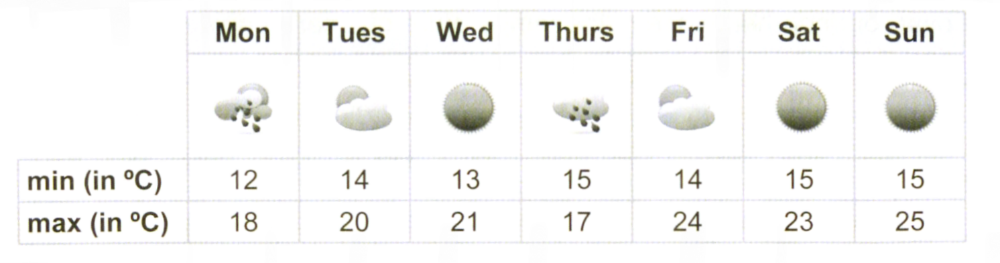 Mon Tues Wed Thurs Fri Sat Sun
min (in ºC) 12 14 13 15 14 15 15
max (in ºC) 18 20 21 17 24 23 25